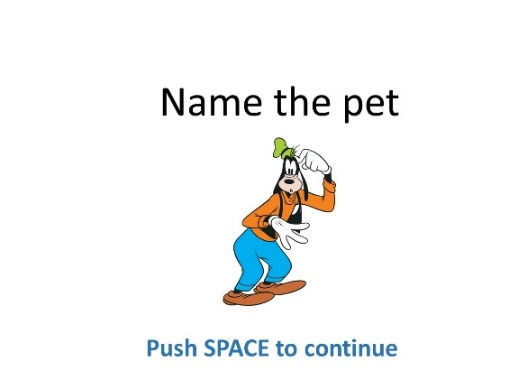 Name the pet
Push SPACE to continue